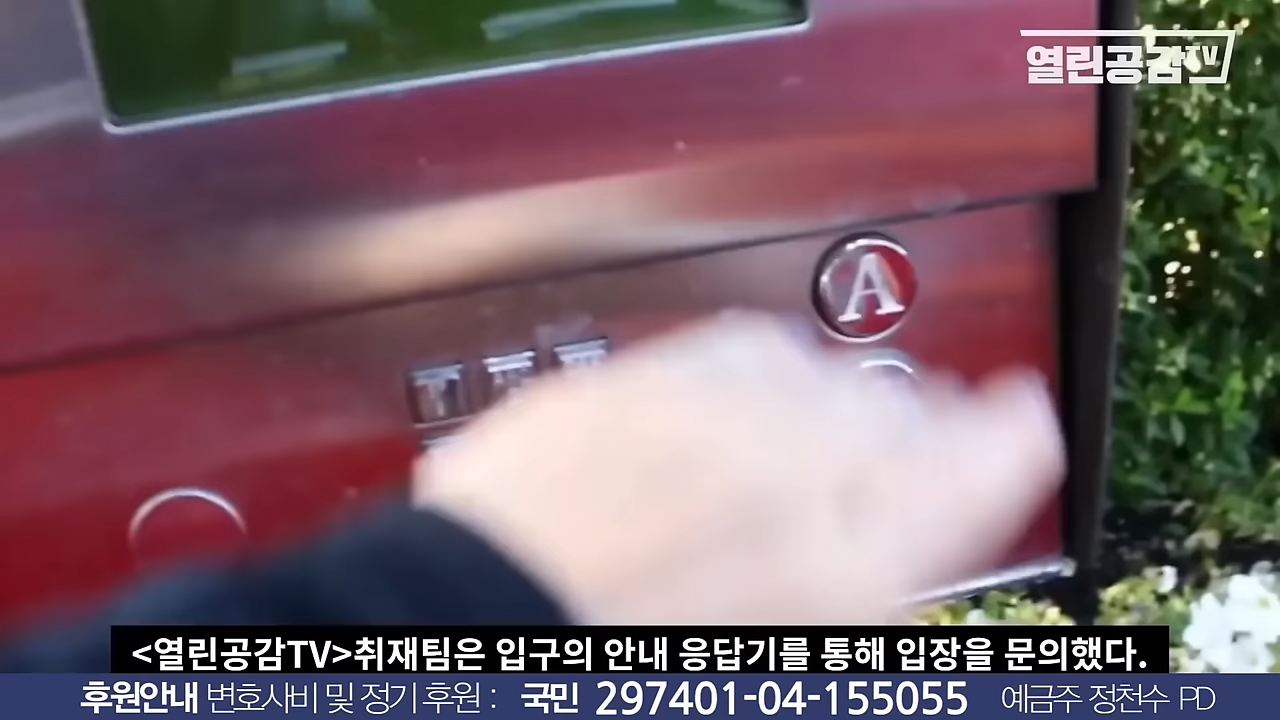 열린공감TV
A
<열린공감TV>취재팀은 입구의 안내 응답기를 통해 입장을 문의했다.
후원안내 변호사비 및 정기 후원 : 국민 297401-04-155055 예금주 정천수 PD